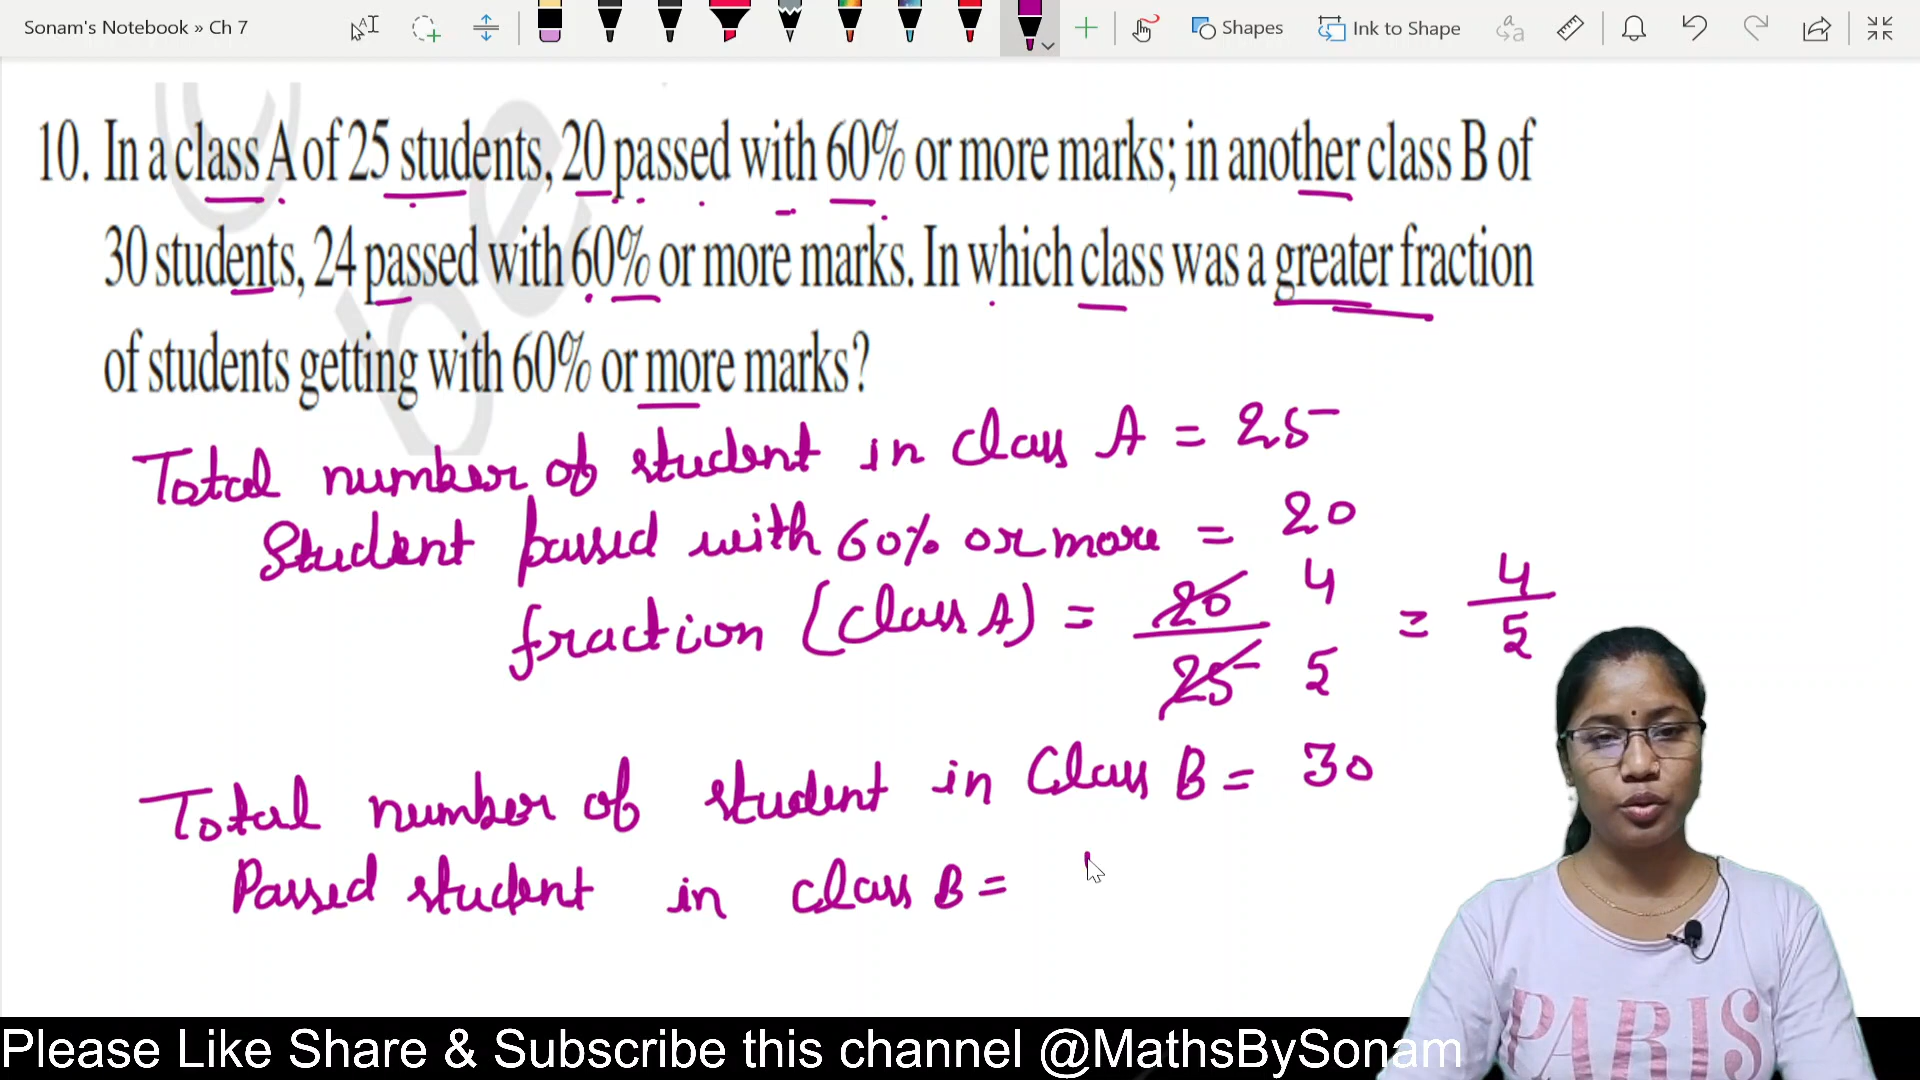 Sonam's Notebook » Ch 7
Shapes
Ink to Shape
10. In a class A of 25 students, 20 passed with 60% or more marks; in another class B of
30 students, 24 passed with 60% or more marks. In which class was a greater fraction
of students getting with 60% or more marks?
Total number of student in Class A = 25
Student passed with 60% or more = 20
fraction (Class A) = 20/25 4/5 = 4/5
Total number of student in Class B = 30
Passed student in class B =
PARIS
PARIS
Please Like Share & Subscribe this channel @MathsBySonam